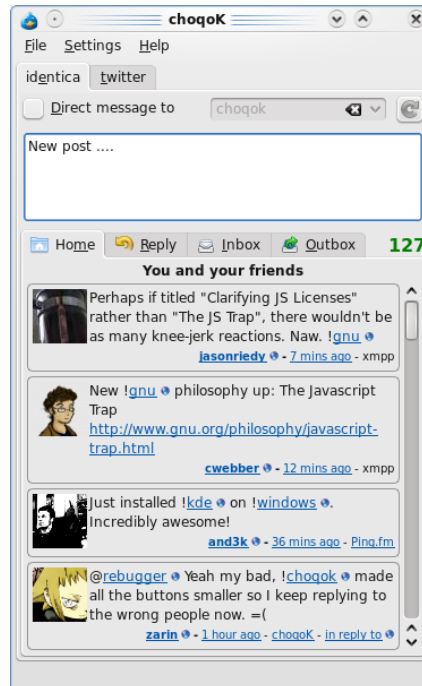 choqoK
File Settings Help
identica twitter
Direct message to choqok
New post ....
Home Reply Inbox Outbox 127
You and your friends
Perhaps if titled "Clarifying JS Licenses"
rather than "The JS Trap", there wouldn't be
as many knee-jerk reactions. Naw. !gnu
jasonriedy - 7 mins ago - xmpp
New !gnu philosophy up: The Javascript
Trap
http://www.gnu.org/philosophy/javascript-
trap.html
cwebber - 12 mins ago - xmpp
Just installed !kde on !windows .
Incredibly awesome!
and3k - 36 mins ago - Ping.fm
@rebugger Yeah my bad, !choqok made
all the buttons smaller so I keep replying to
the wrong people now. =(
zarin - 1 hour ago - choqoK - in reply to